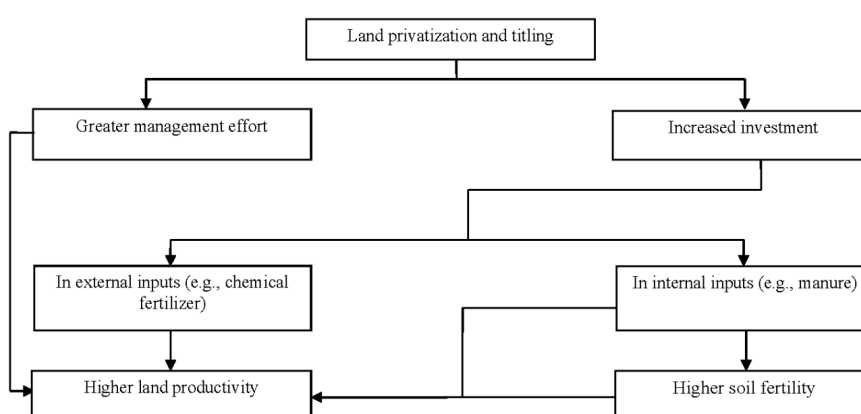 Land privatization and titling
Greater management effort
Increased investment
In external inputs (e.g., chemical
fertilizer)
In internal inputs (e.g., manure)
Higher land productivity
Higher soil fertility